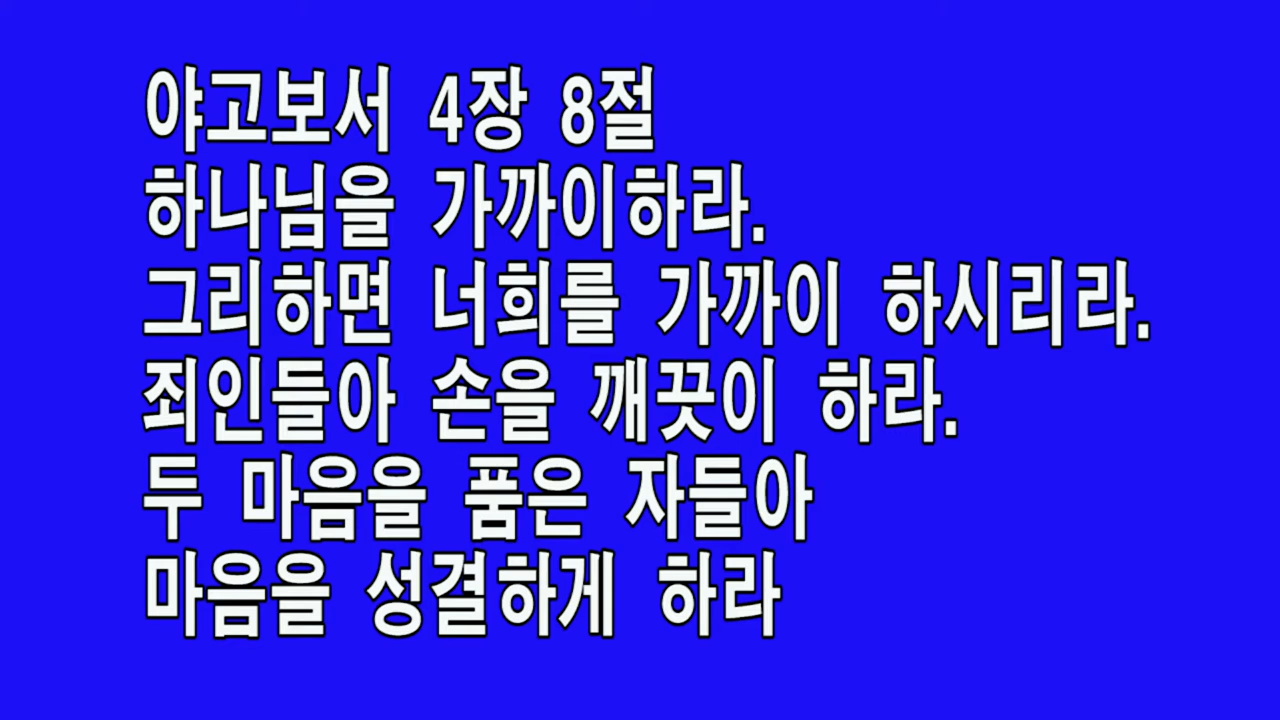 야고보서 4장 8절
하나님을 가까이하라.
그리하면 너희를 가까이 하시리라.
죄인들아 손을 깨끗이 하라.
두 마음을 품은 자들아
마음을 성결하게 하라